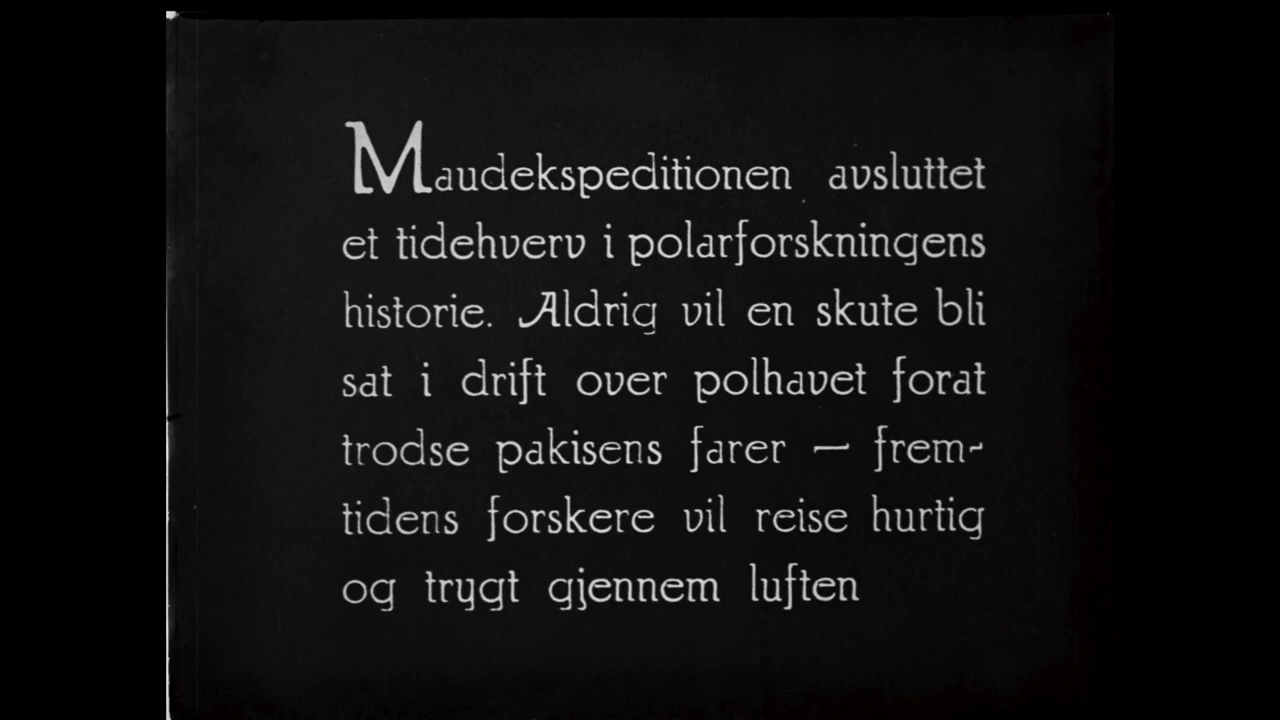 Maudekspeditionen avsluttet
et tidehverv i polarforskningens
historie. Aldrig vil en skute bli
sat i drift over polhavet forat
trodse pakisens farer — frem-
tidens forskere vil reise hurtig
og trygt gjennem luften